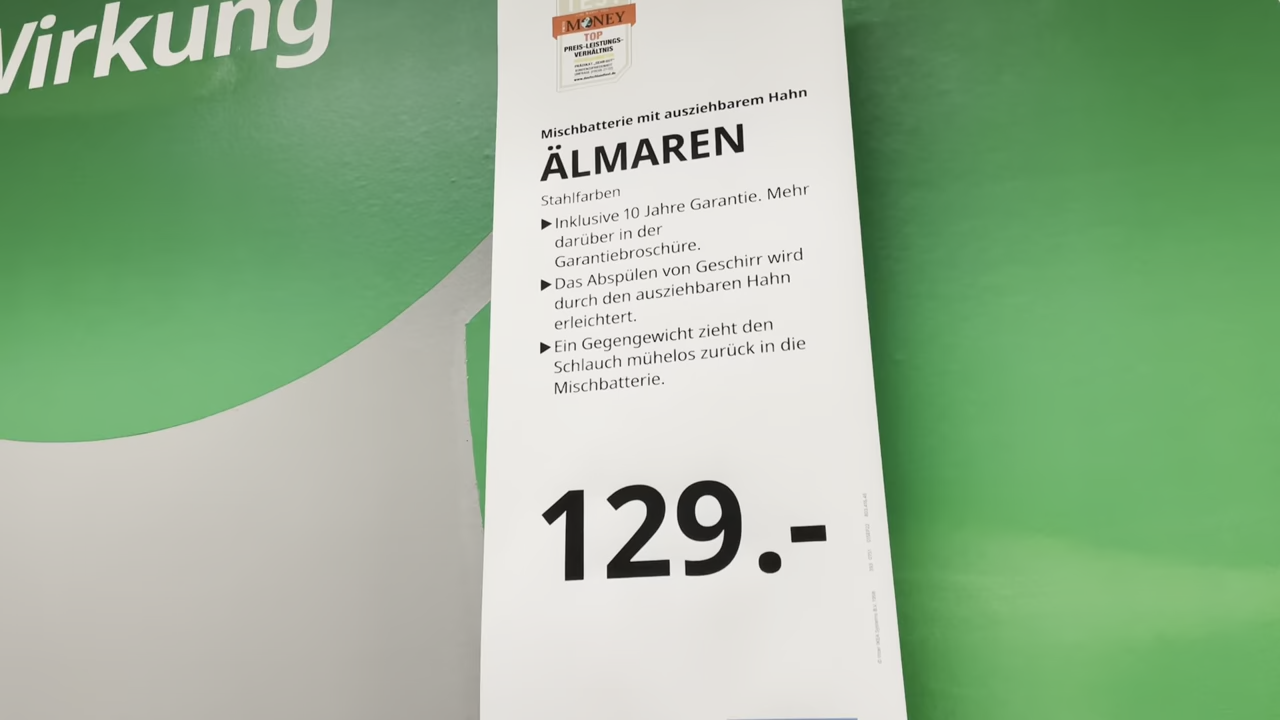 Wirkung
MONEY
TOP
PREIS-LEISTUNGS-
VERHÄLTNIS
Mischbatterie mit ausziehbarem Hahn
ÄLMAREN
Stahlfarben
▶ Inklusive 10 Jahre Garantie. Mehr
darüber in der
Garantiebroschüre.
▶ Das Abspülen von Geschirr wird
durch den ausziehbaren Hahn
erleichtert.
▶ Ein Gegengewicht zieht den
Schlauch mühelos zurück in die
Mischbatterie.
129.-